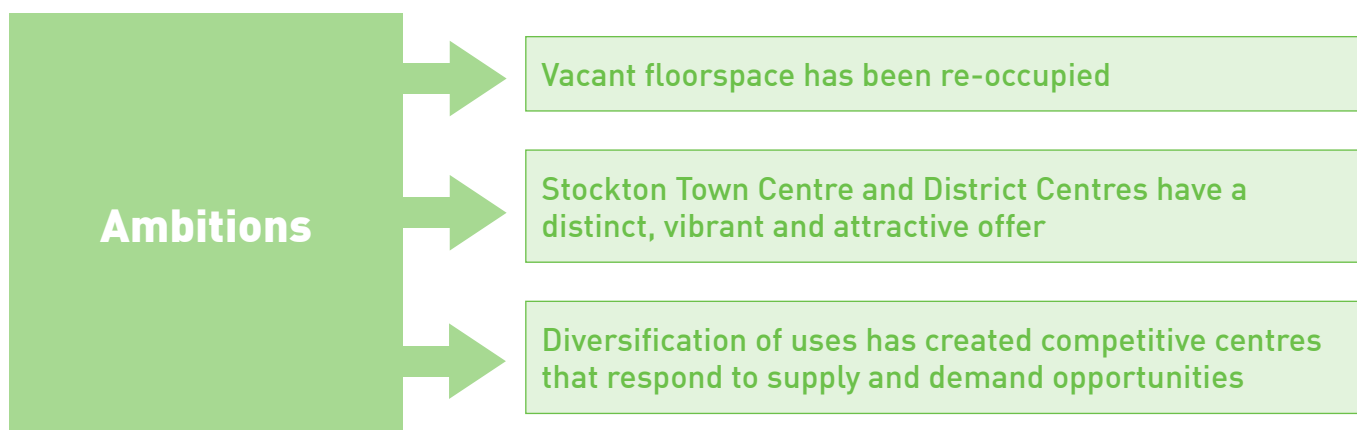 Ambitions
Vacant floorspace has been re-occupied
Stockton Town Centre and District Centres have a
distinct, vibrant and attractive offer
Diversification of uses has created competitive centres
that respond to supply and demand opportunities